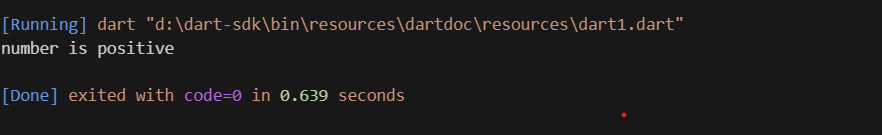 [Running] dart "d:\dart-sdk\bin\resources\dartdoc\resources\dart1.dart"
number is positive
[Done] exited with code=0 in 0.639 seconds